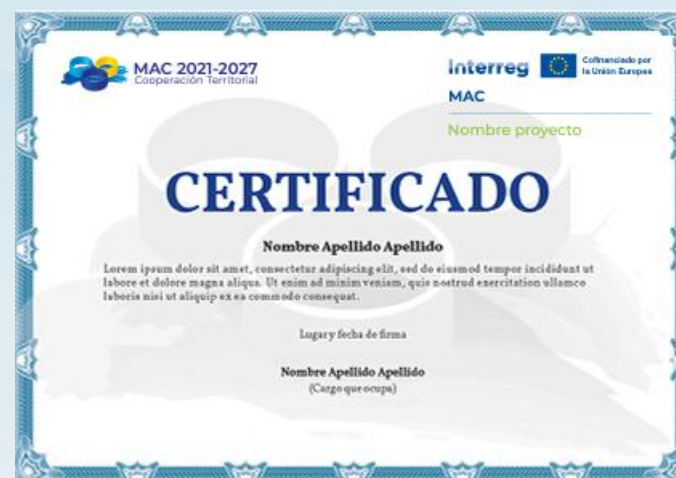 MAC 2021-2027
Cooperación Territorial
Interreg
Cofinanciado por
la Unión Europea
MAC
Nombre proyecto
CERTIFICADO
Nombre Apellido Apellido
Lorem ipsum dolor sit amet, consectetur adipiscing elit, sed do eiusmod tempor incididunt ut
labore et dolore magna aliqua. Ut enim ad minim veniam, quis nostrud exercitation ullamco
laboris nisi ut aliquip ex ea commodo consequat.
Lugar y fecha de firma
Nombre Apellido Apellido
(Cargo que ocupa)